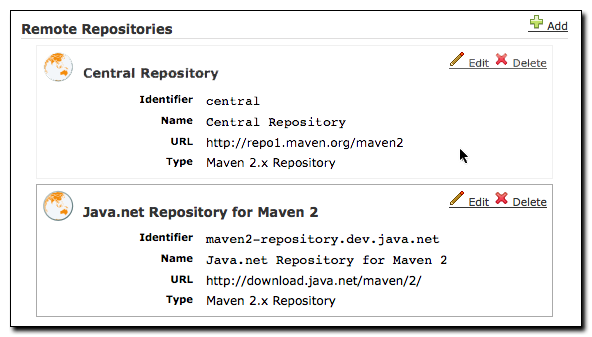 Remote Repositories Add
Central Repository Edit Delete
Identifier central
Name Central Repository
URL http://repo1.maven.org/maven2
Type Maven 2.x Repository
Java.net Repository for Maven 2 Edit Delete
Identifier maven2-repository.dev.java.net
Name Java.net Repository for Maven 2
URL http://download.java.net/maven/2/
Type Maven 2.x Repository